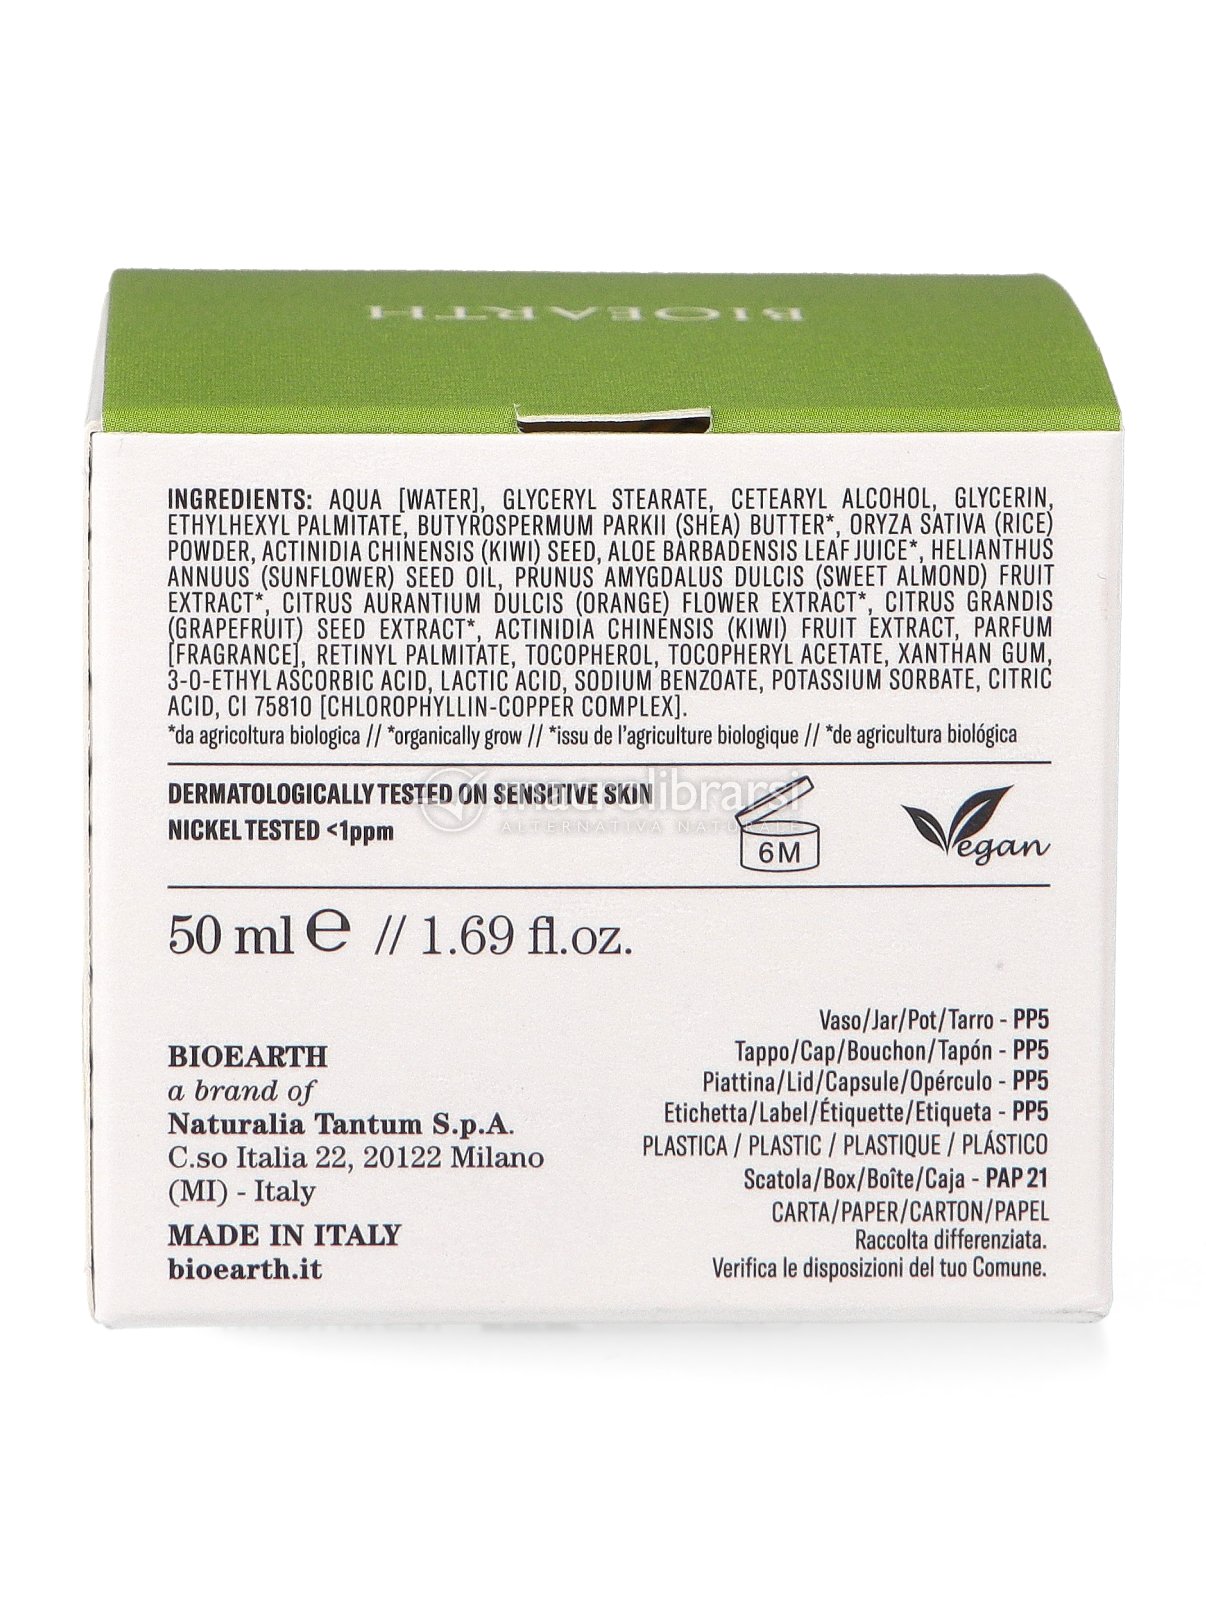 BIOEARTH
INGREDIENTS: AQUA [WATER], GLYCERYL STEARATE, CETEARYL ALCOHOL, GLYCERIN,
ETHYLHEXYL PALMITATE, BUTYROSPERMUM PARKII (SHEA) BUTTER*, ORYZA SATIVA (RICE)
POWDER, ACTINIDIA CHINENSIS (KIWI) SEED, ALOE BARBADENSIS LEAF JUICE*, HELIANTHUS
ANNUUS (SUNFLOWER) SEED OIL, PRUNUS AMYGDALUS DULCIS (SWEET ALMOND) FRUIT
EXTRACT*, CITRUS AURANTIUM DULCIS (ORANGE) FLOWER EXTRACT*, CITRUS GRANDIS
(GRAPEFRUIT) SEED EXTRACT*, ACTINIDIA CHINENSIS (KIWI) FRUIT EXTRACT, PARFUM
[FRAGRANCE], RETINYL PALMITATE, TOCOPHEROL, TOCOPHERYL ACETATE, XANTHAN GUM,
3-O-ETHYL ASCORBIC ACID, LACTIC ACID, SODIUM BENZOATE, POTASSIUM SORBATE, CITRIC
ACID, CI 75810 [CHLOROPHYLLIN-COPPER COMPLEX].
*da agricoltura biologica // *organically grow // *issu de l'agriculture biologique // *de agricultura biológica
DERMATOLOGICALLY TESTED ON SENSITIVE SKIN
NICKEL TESTED <1ppm
macrolibrarsi
ALTERNATIVA NATURALE
6M
Vegan
50 ml ℮ // 1.69 fl.oz.
BIOEARTH
a brand of
Naturalia Tantum S.p.A.
C.so Italia 22, 20122 Milano
(MI) - Italy
MADE IN ITALY
bioearth.it
Vaso/Jar/Pot/Tarro - PP5
Tappo/Cap/Bouchon/Tapón - PP5
Piattina/Lid/Capsule/Opérculo - PP5
Etichetta/Label/Étiquette/Etiqueta - PP5
PLASTICA / PLASTIC / PLASTIQUE / PLÁSTICO
Scatola/Box/Boîte/Caja - PAP 21
CARTA/PAPER/CARTON/PAPEL
Raccolta differenziata.
Verifica le disposizioni del tuo Comune.